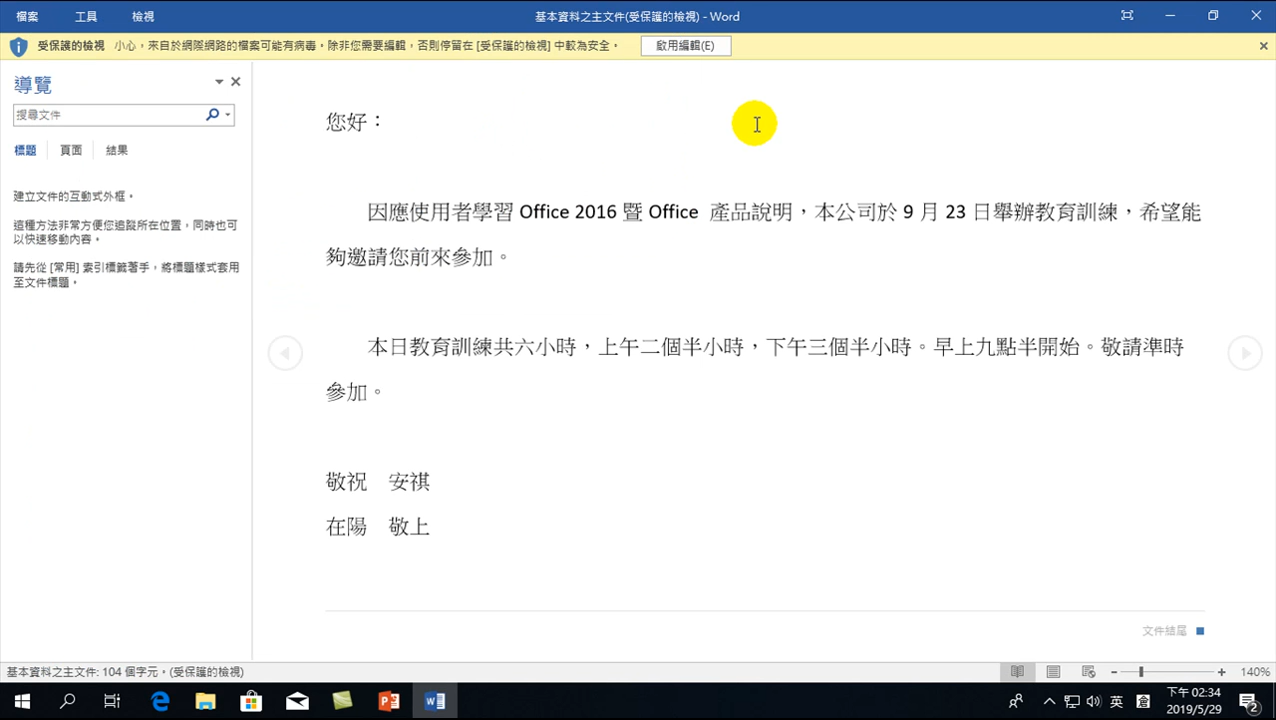 檔案 工具 檢視 基本資料之主文件(受保護的檢視) - Word
受保護的檢視 小心，來自於網際網路的檔案可能有病毒。除非您需要編輯，否則停留在 [受保護的檢視] 中較為安全。 啟用編輯(E)
導覽
搜尋文件
標題 頁面 結果
建立文件的互動式外框。
這種方法非常方便您追蹤所在位置，同時也可
以快速移動內容。
請先從 [常用] 索引標籤著手，將標題樣式套用
至文件標題。
您好：
因應使用者學習 Office 2016 暨 Office 產品說明，本公司於 9 月 23 日舉辦教育訓練，希望能
夠邀請您前來參加。
本日教育訓練共六小時，上午二個半小時，下午三個半小時。早上九點半開始。敬請準時
參加。
敬祝 安祺
在陽 敬上
文件結尾
基本資料之主文件: 104 個字元。(受保護的檢視) 140%
英 倉 下午 02:34
2019/5/29 2